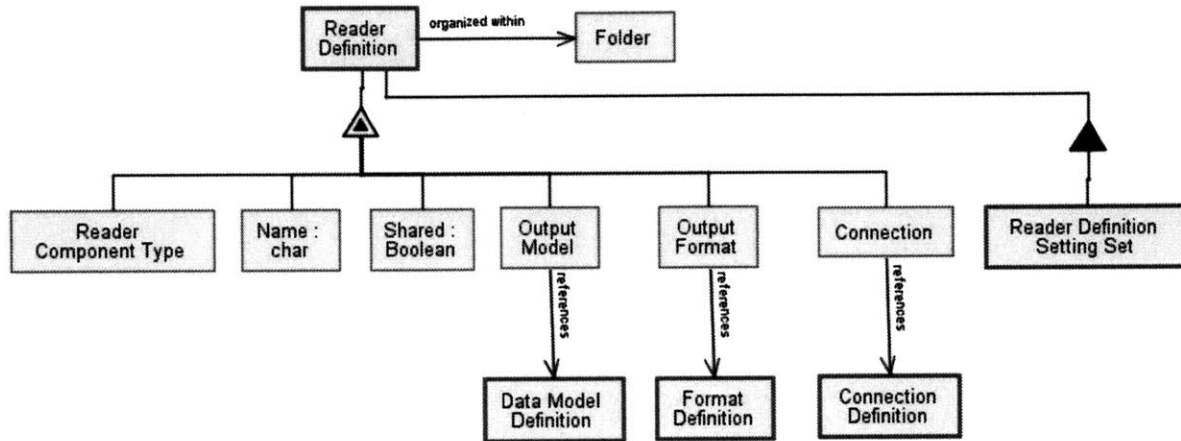 Reader
Definition
organized within
Folder
Reader
Component Type
Name :
char
Shared :
Boolean
Output
Model
Output
Format
Connection
Reader Definition
Setting Set
references
references
references
Data Model
Definition
Format
Definition
Connection
Definition